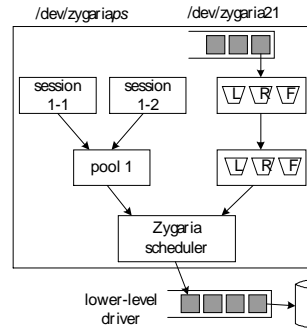 /dev/zygariaps /dev/zygaria21
session session
1-1 1-2
L R F
pool 1
L R F
Zygaria
scheduler
lower-level
driver